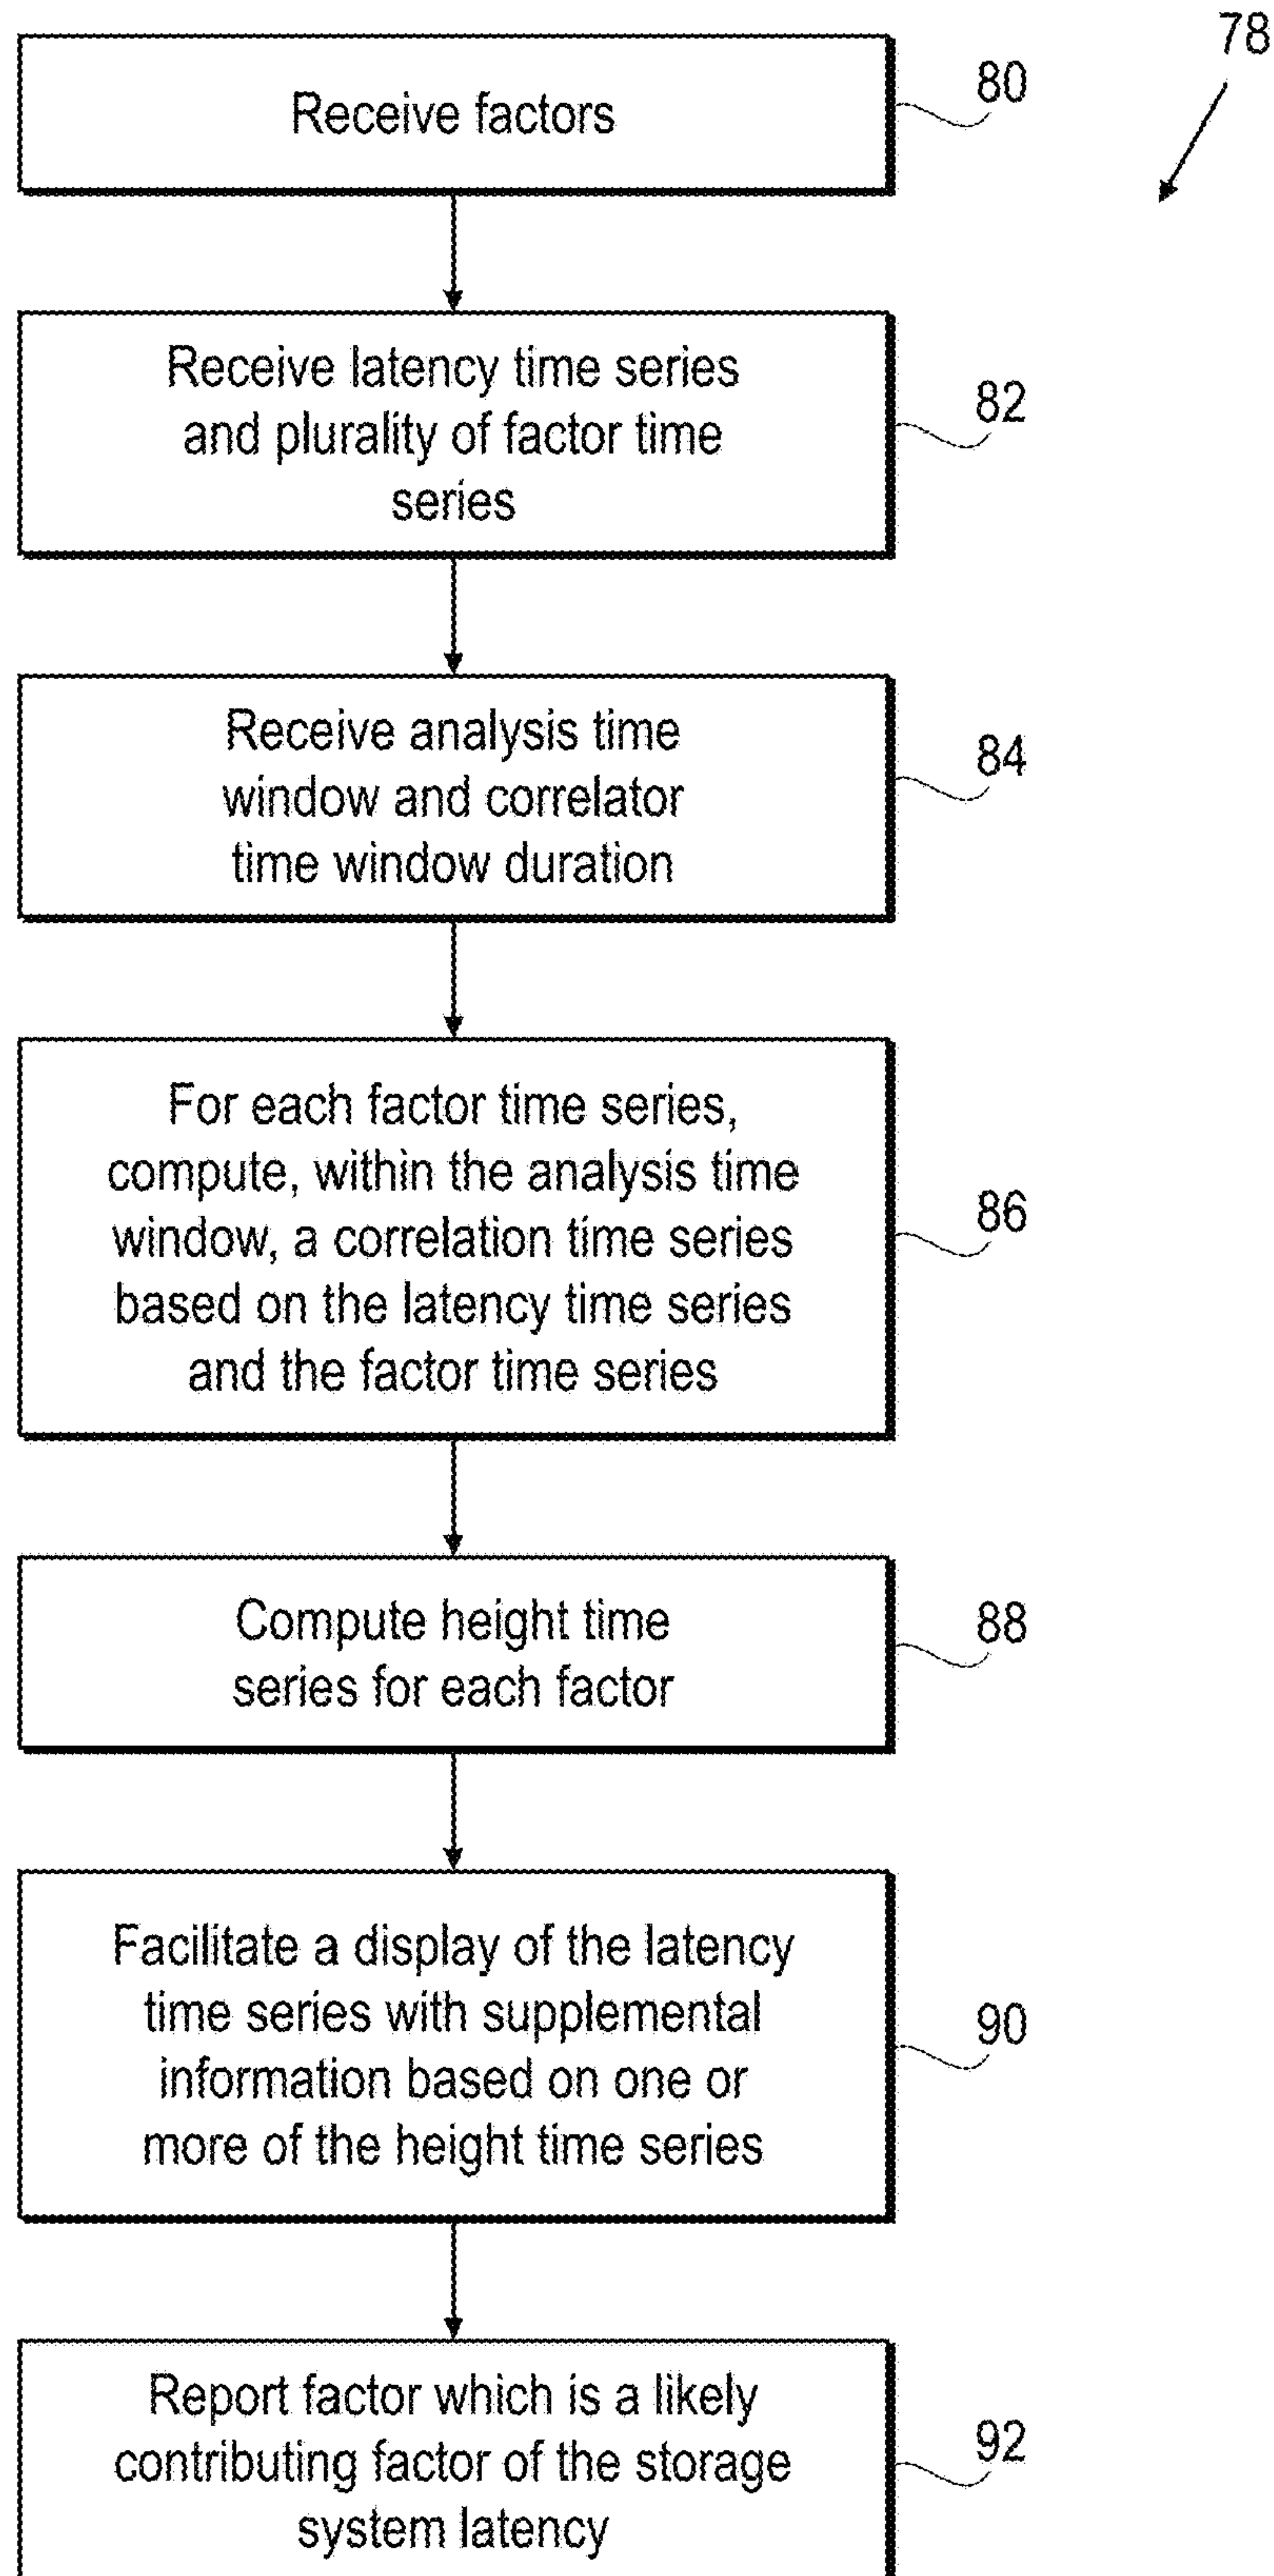 78
Receive factors
80
Receive latency time series
and plurality of factor time
series
82
Receive analysis time
window and correlator
time window duration
84
For each factor time series,
compute, within the analysis time
window, a correlation time series
based on the latency time series
and the factor time series
86
Compute height time
series for each factor
88
Facilitate a display of the latency
time series with supplemental
information based on one or
more of the height time series
90
Report factor which is a likely
contributing factor of the storage
system latency
92